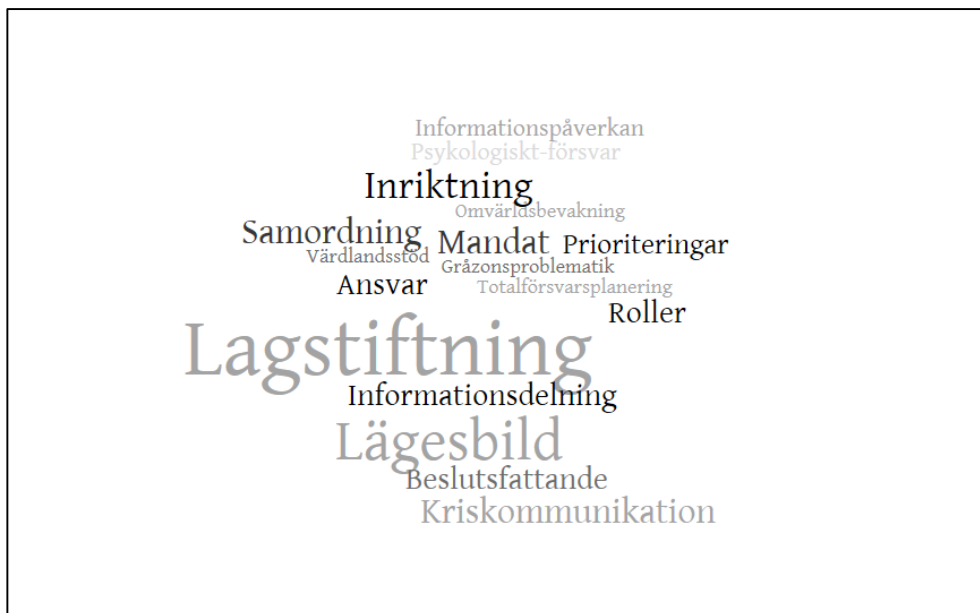 Informationspåverkan
Psykologiskt-försvar
Inriktning
Omvärldsbevakning
Samordning
Mandat
Prioriteringar
Värdlandsstöd
Gråzonsproblematik
Ansvar
Totalförsvarsplanering
Roller
Lagstiftning
Informationsdelning
Lägesbild
Beslutsfattande
Kriskommunikation